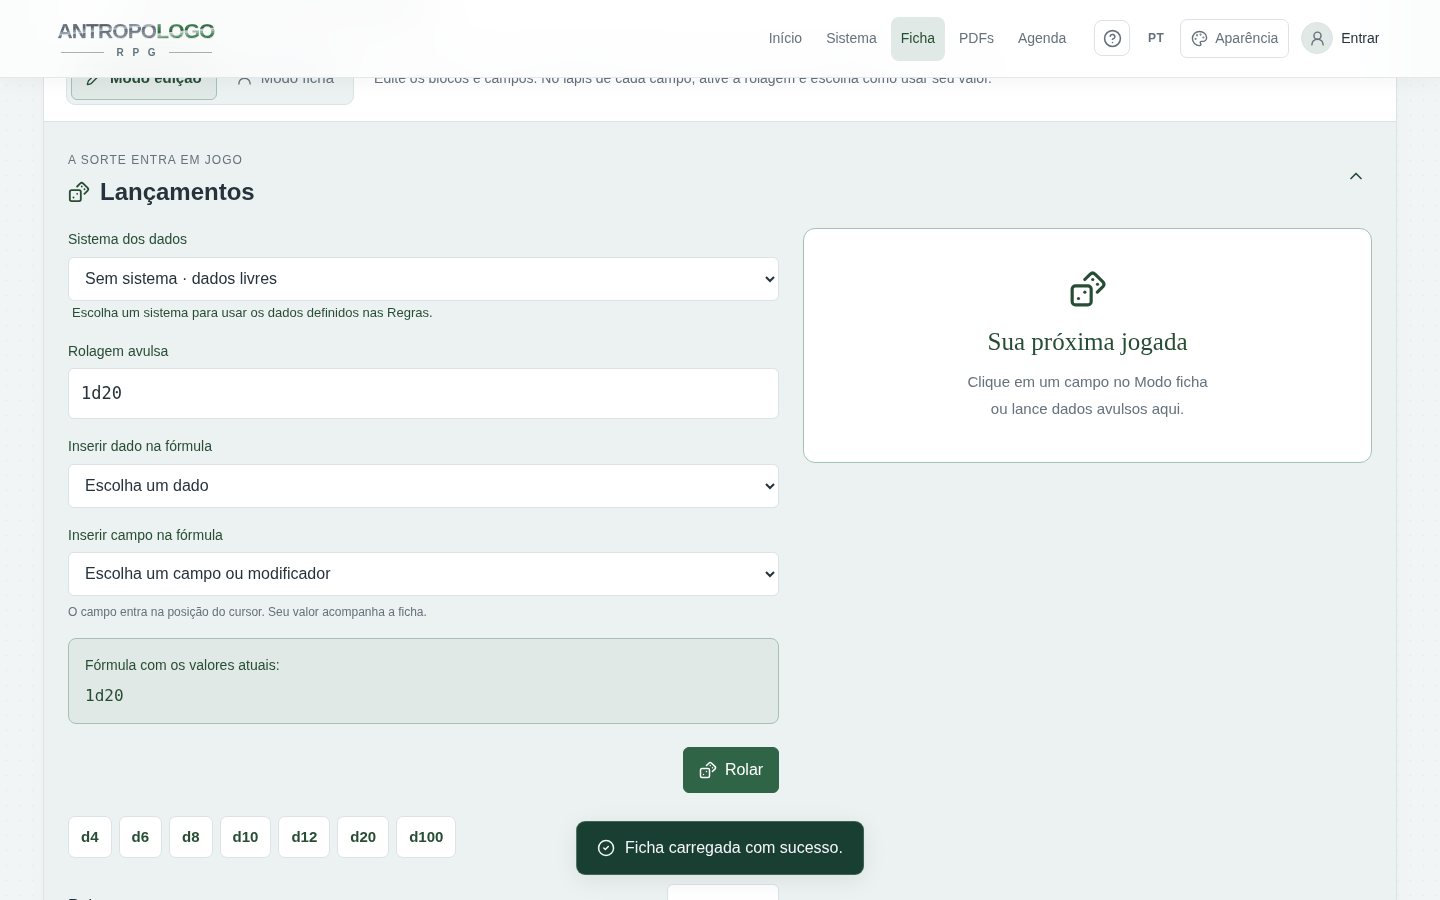 ANTROPOLOGO
RPG
Início
Sistema
Ficha
PDFs
Agenda
PT
Aparência
Entrar
Modo edição
Modo ficha
Edite os blocos e campos. No lápis de cada campo, ative a rolagem e escolha como usar seu valor.
A SORTE ENTRA EM JOGO
Lançamentos
Sistema dos dados
Sem sistema · dados livres
Escolha um sistema para usar os dados definidos nas Regras.
Rolagem avulsa
1d20
Inserir dado na fórmula
Escolha um dado
Inserir campo na fórmula
Escolha um campo ou modificador
O campo entra na posição do cursor. Seu valor acompanha a ficha.
Fórmula com os valores atuais:
1d20
Rolar
d4
d6
d8
d10
d12
d20
d100
Sua próxima jogada
Clique em um campo no Modo ficha
ou lance dados avulsos aqui.
Ficha carregada com sucesso.